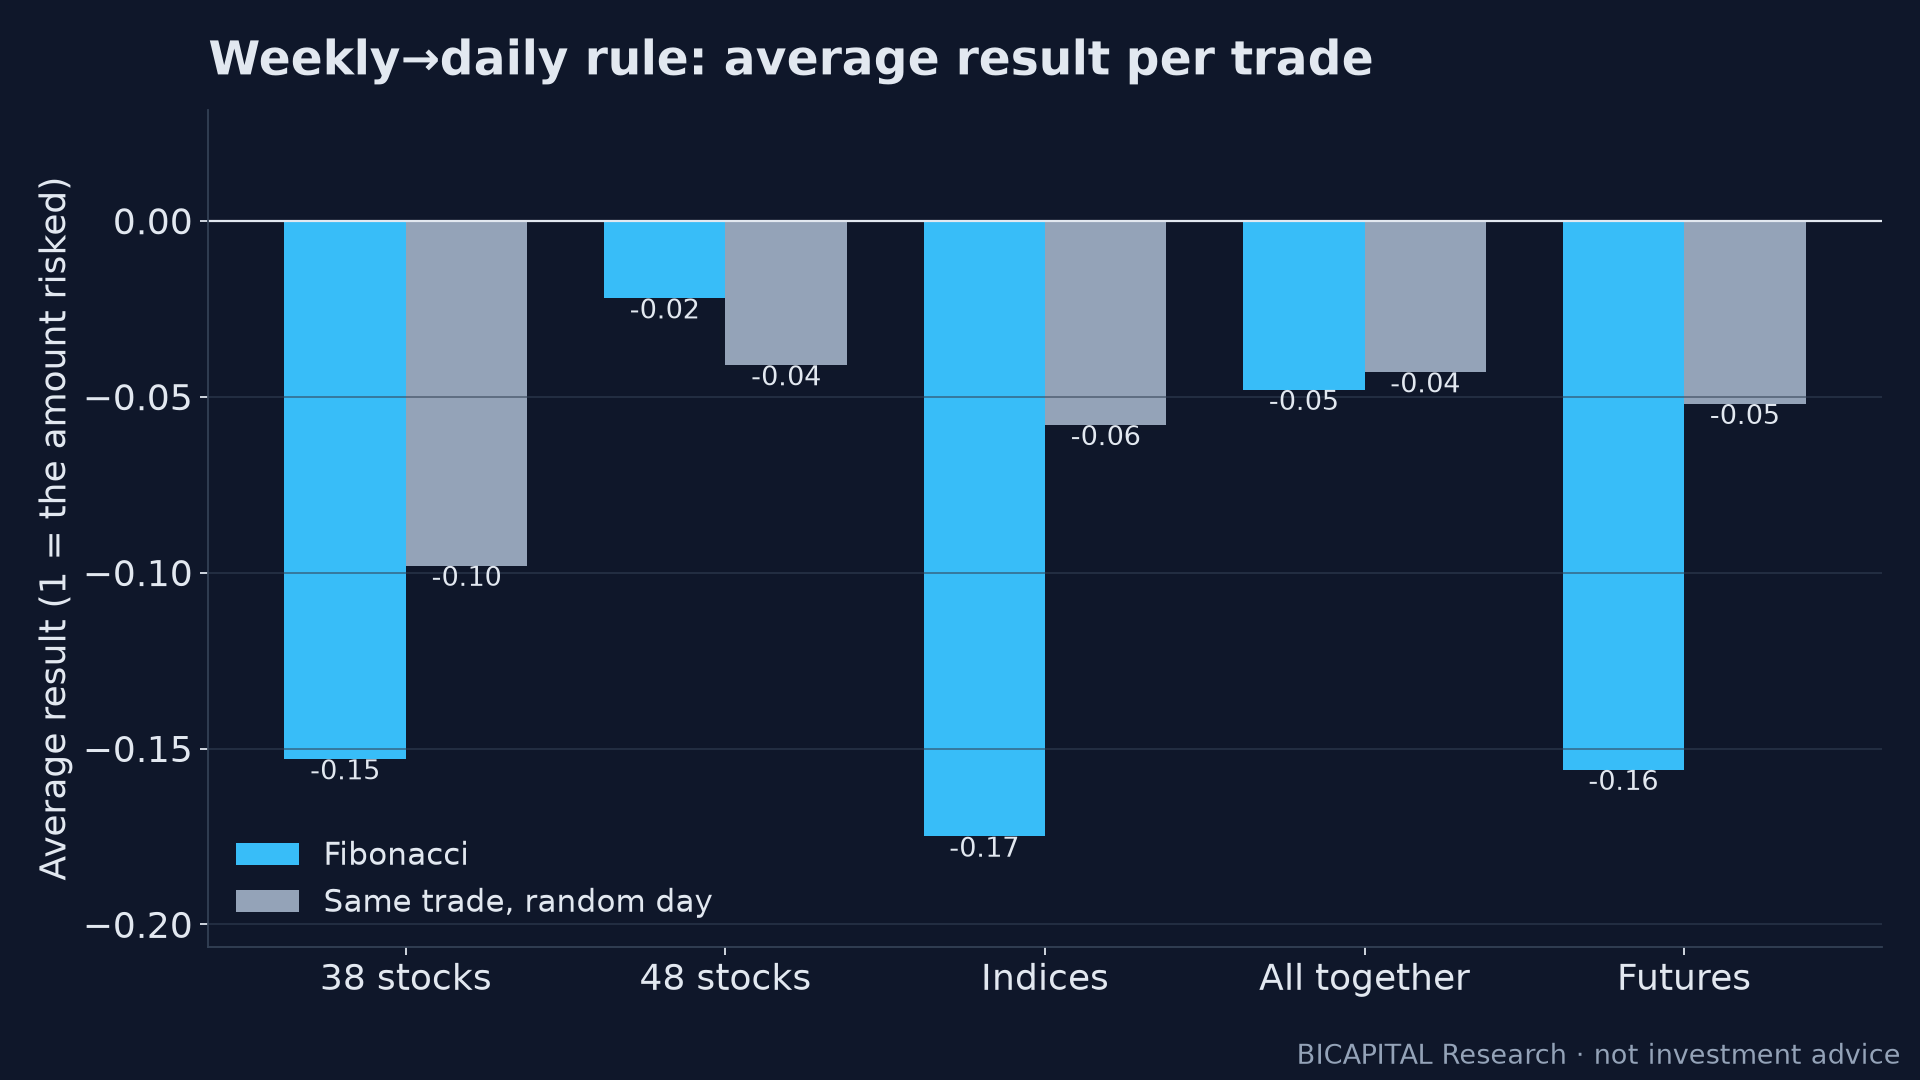 Weekly→daily rule: average result per trade
Average result (1 = the amount risked)
0.00
−0.05
−0.10
−0.15
−0.20
-0.15
-0.10
-0.02
-0.04
-0.17
-0.06
-0.05
-0.04
-0.16
-0.05
Fibonacci
Same trade, random day
38 stocks
48 stocks
Indices
All together
Futures
BICAPITAL Research · not investment advice